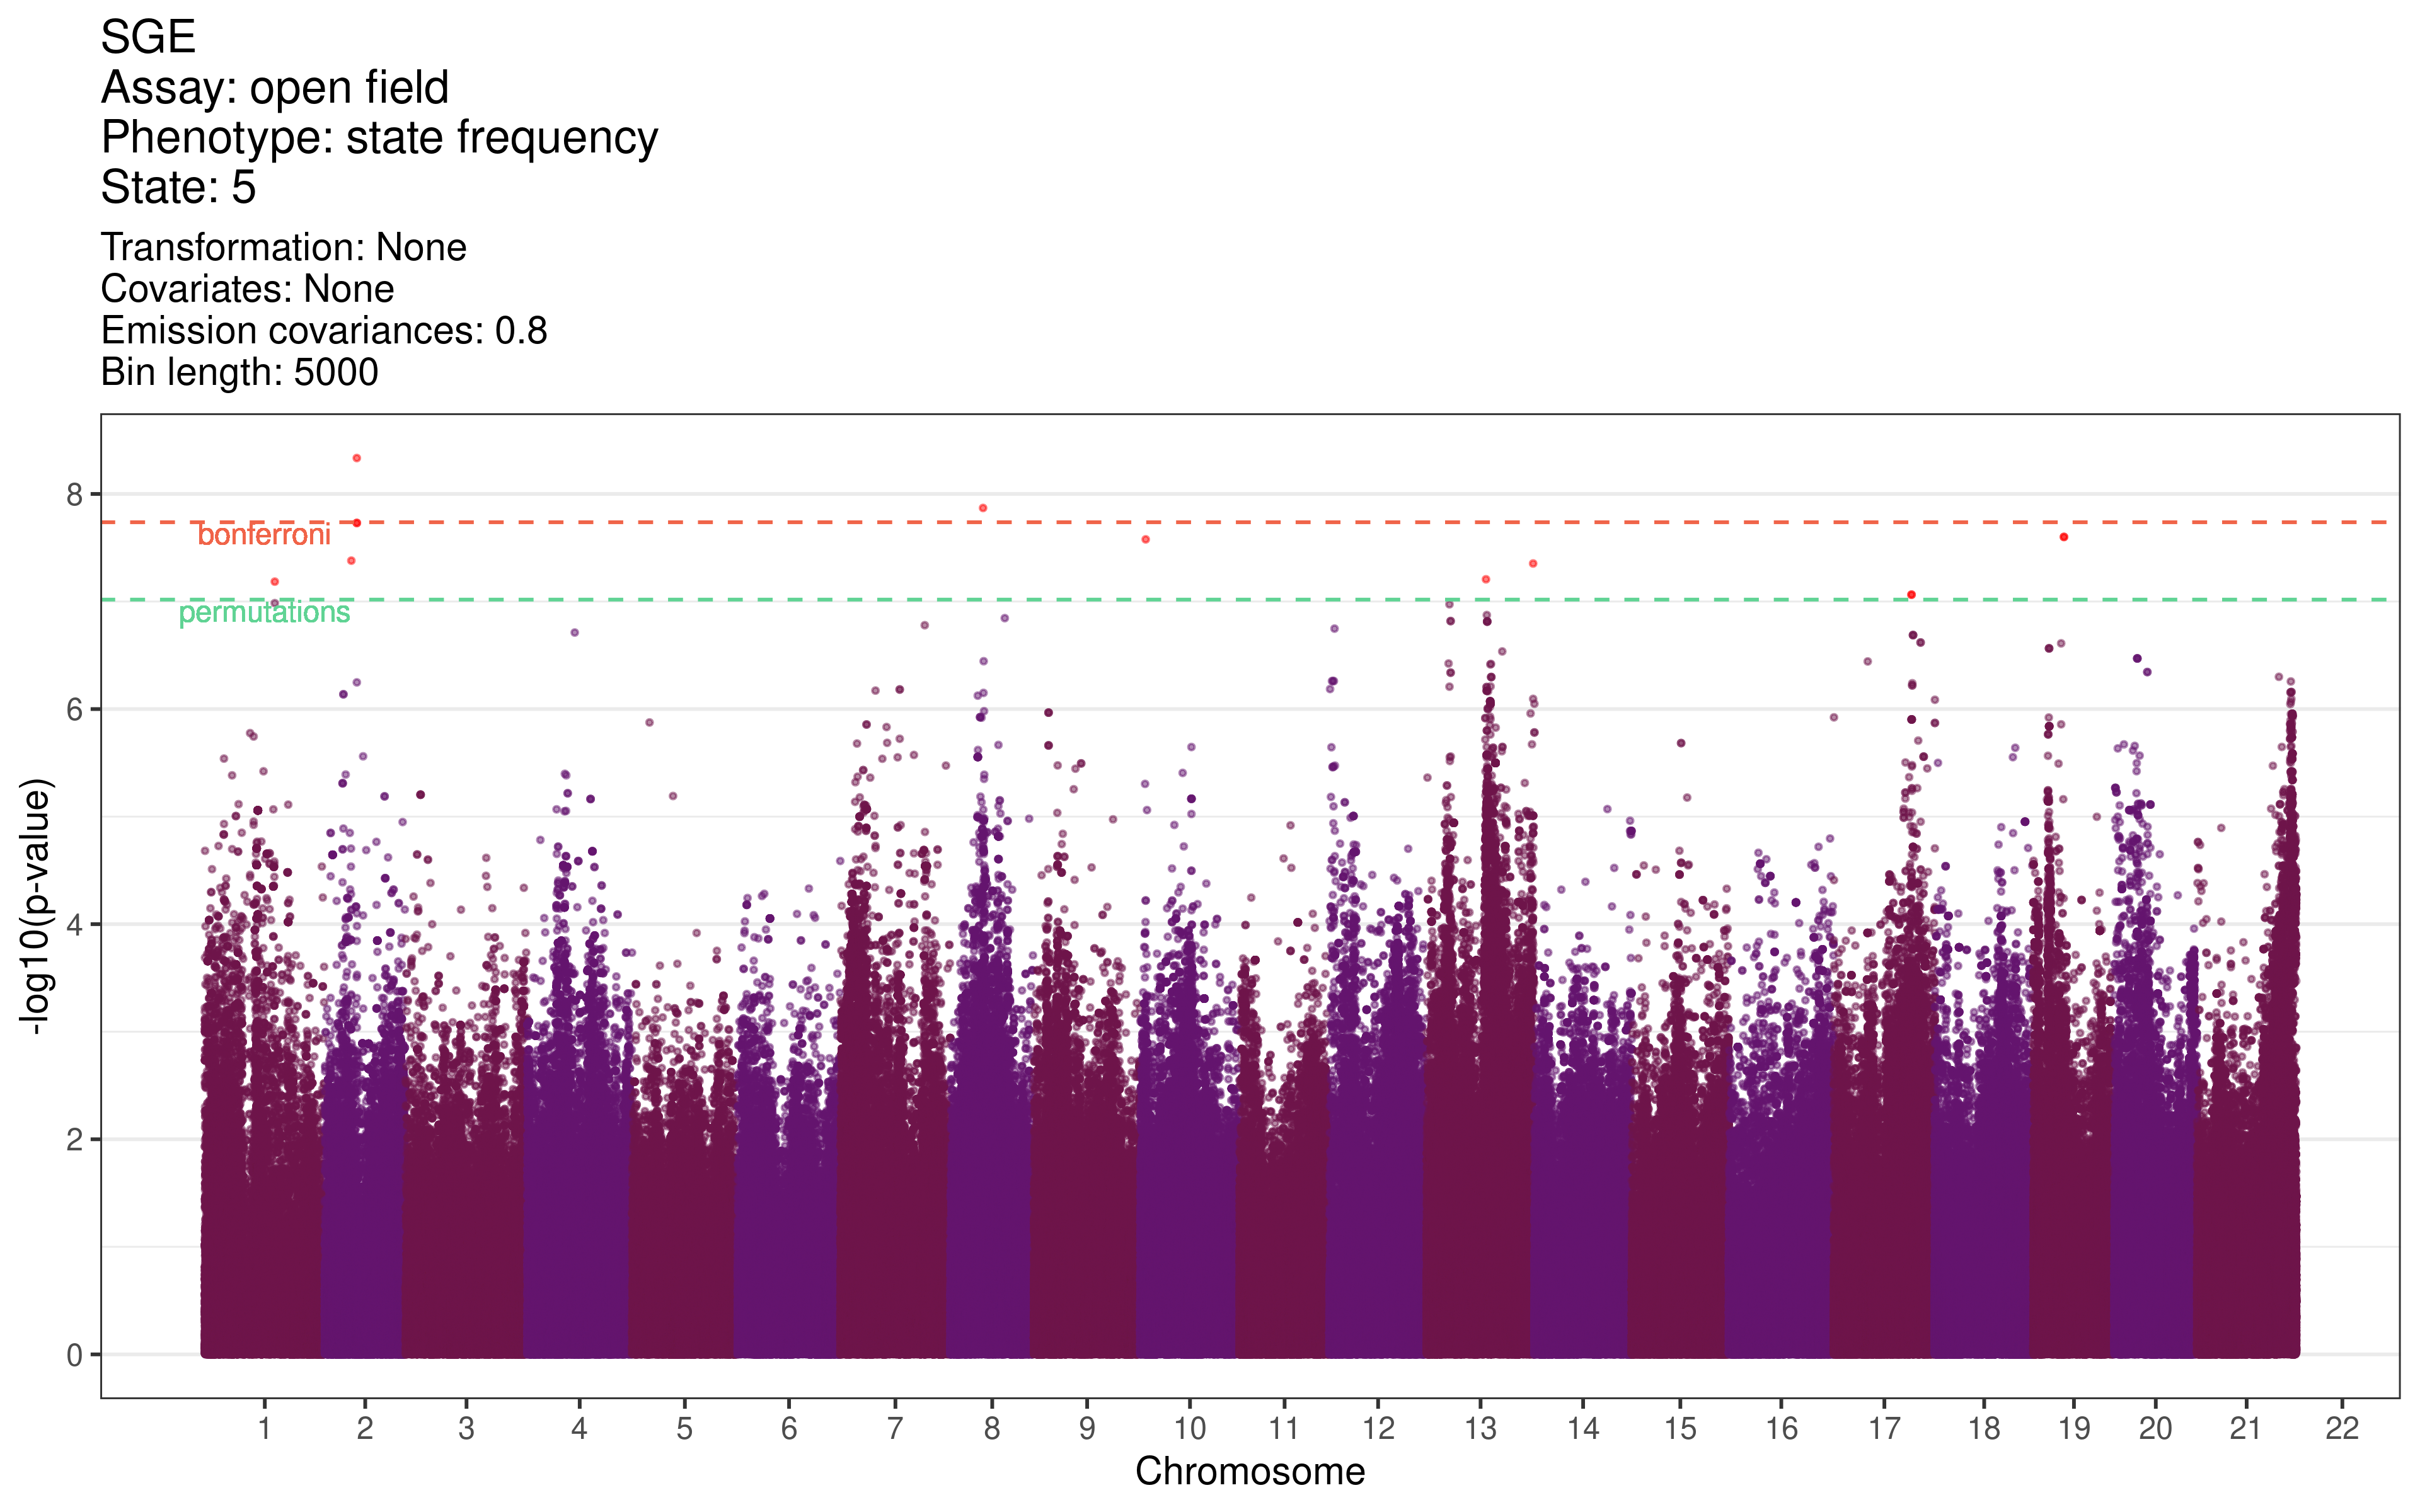 SGE
Assay: open field
Phenotype: state frequency
State: 5
Transformation: None
Covariates: None
Emission covariances: 0.8
Bin length: 5000
8
bonferroni
permutations
6
4
2
0
-log10(p-value)
1 2 3 4 5 6 7 8 9 10 11 12 13 14 15 16 17 18 19 20 21 22
Chromosome